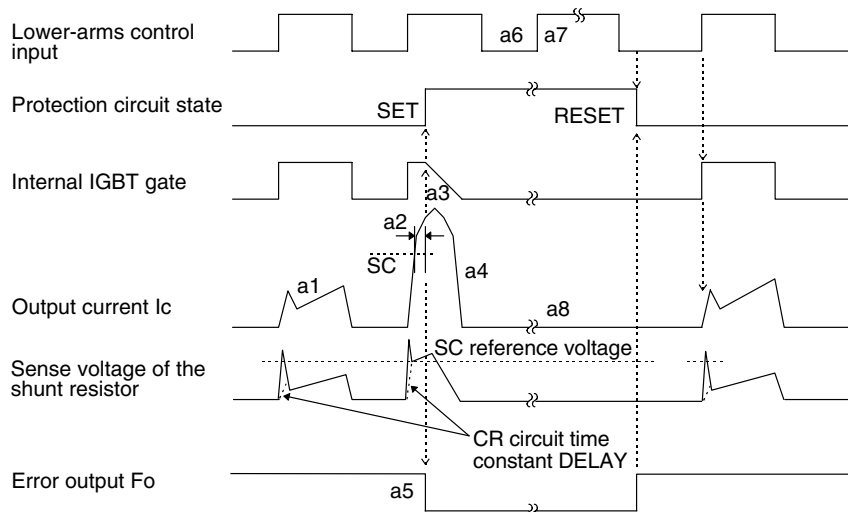 Lower-arms control
input
a6
a7
Protection circuit state
SET
RESET
Internal IGBT gate
a3
a2
SC
a4
Output current Ic
a1
a8
SC reference voltage
Sense voltage of the
shunt resistor
CR circuit time
constant DELAY
Error output Fo
a5